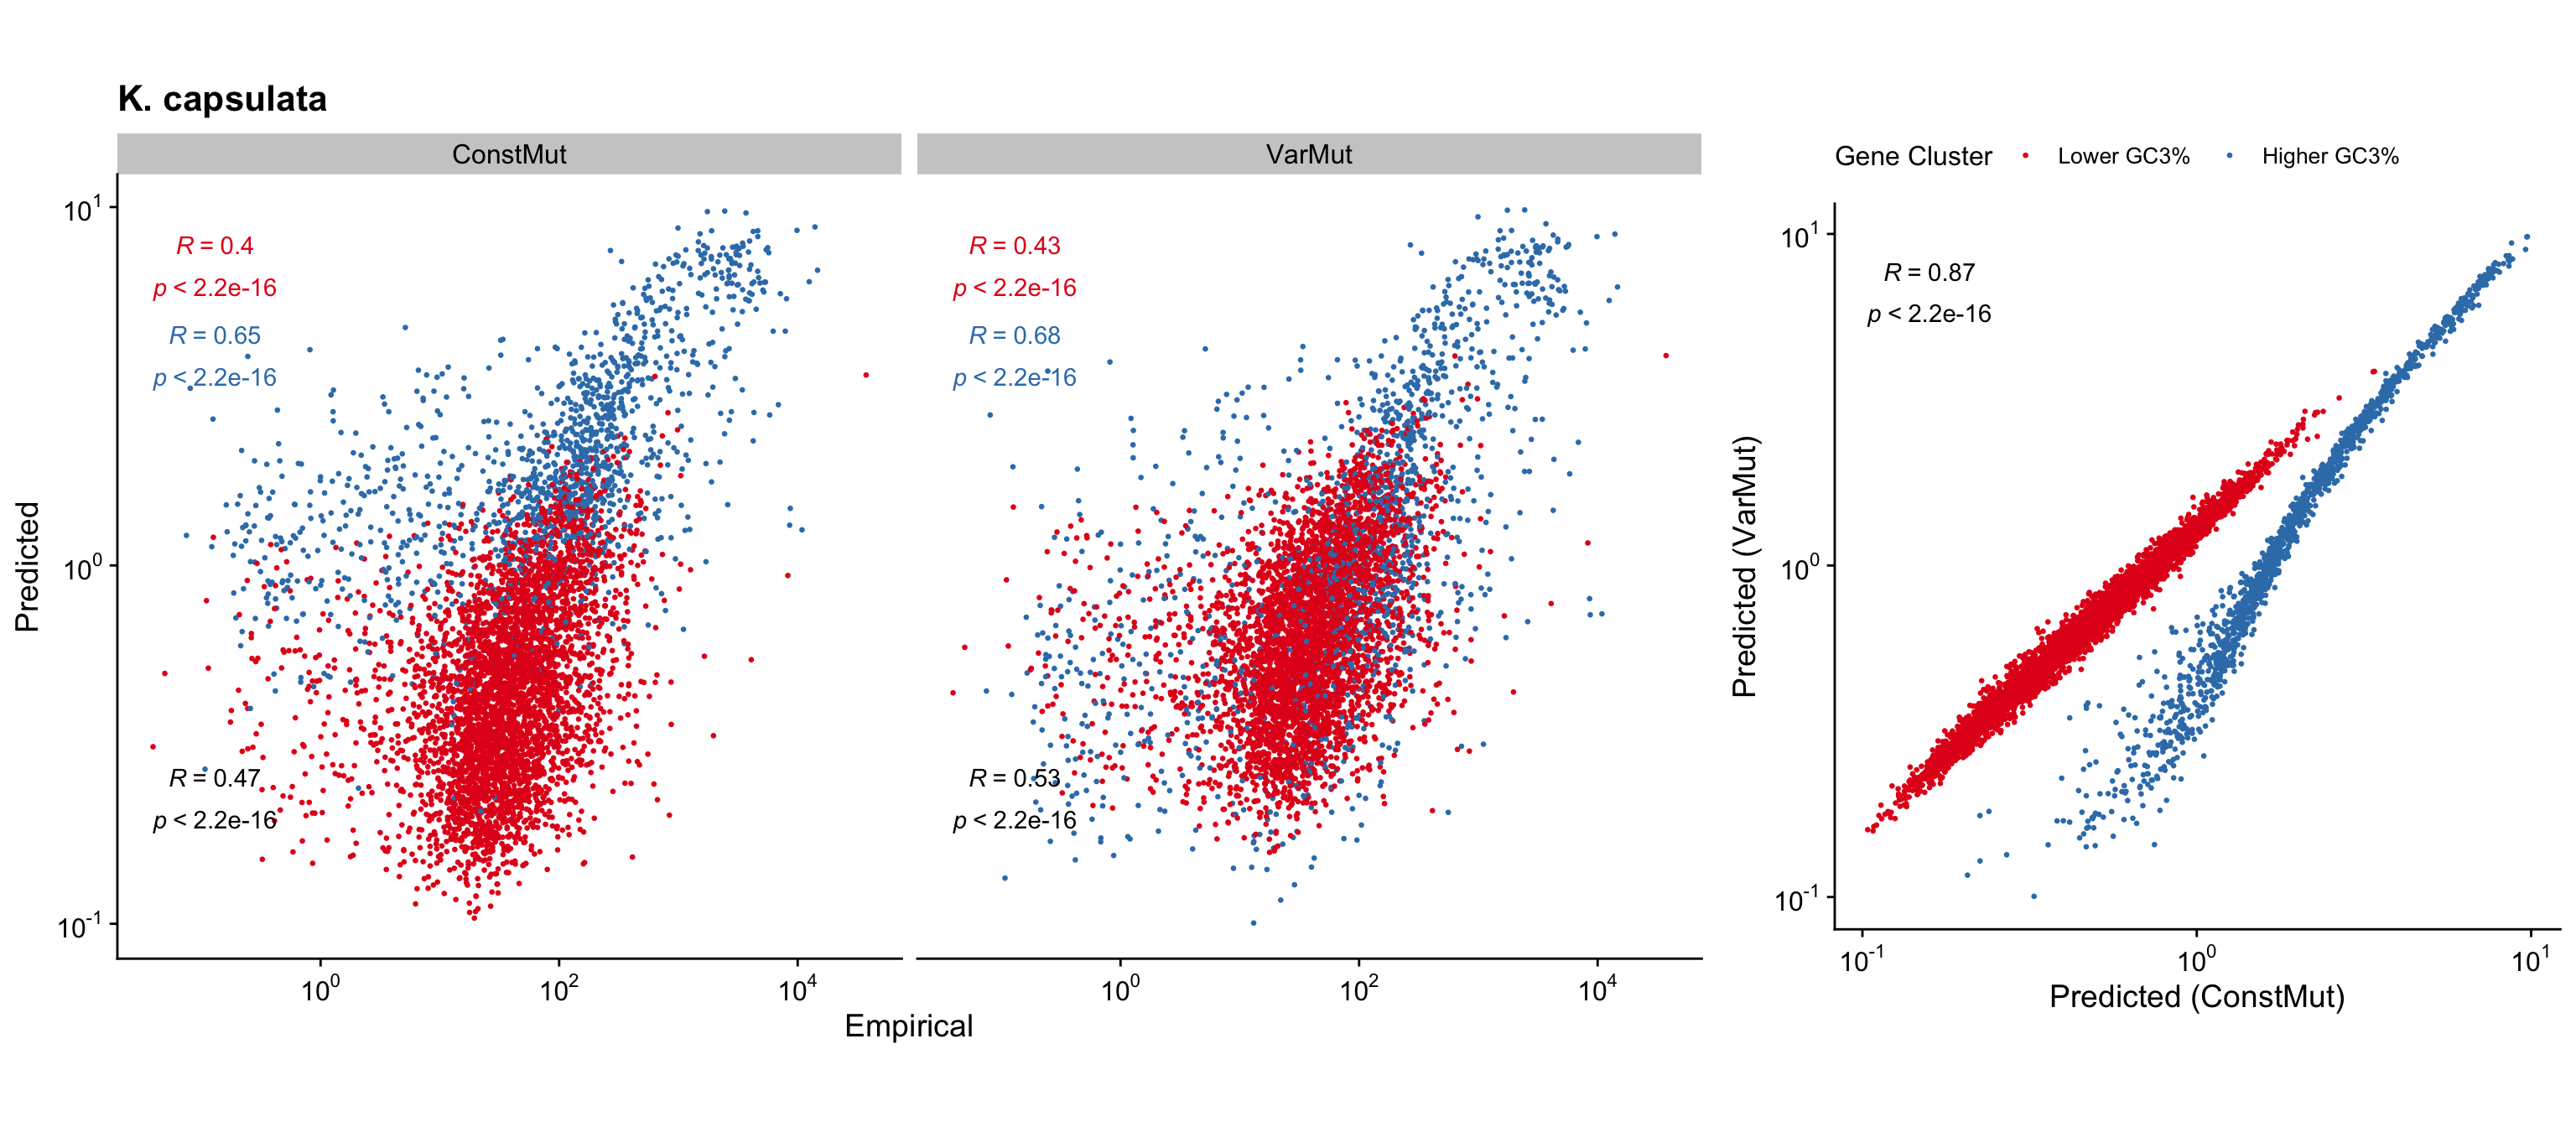 K. capsulata
ConstMut
VarMut
Gene Cluster Lower GC3% Higher GC3%
Predicted
10^1
10^0
10^-1
R = 0.4
p < 2.2e-16
R = 0.65
p < 2.2e-16
R = 0.47
p < 2.2e-16
10^0 10^2 10^4
R = 0.43
p < 2.2e-16
R = 0.68
p < 2.2e-16
R = 0.53
p < 2.2e-16
10^0 10^2 10^4
Empirical
Predicted (VarMut)
10^1
10^0
10^-1
R = 0.87
p < 2.2e-16
10^-1 10^0 10^1
Predicted (ConstMut)